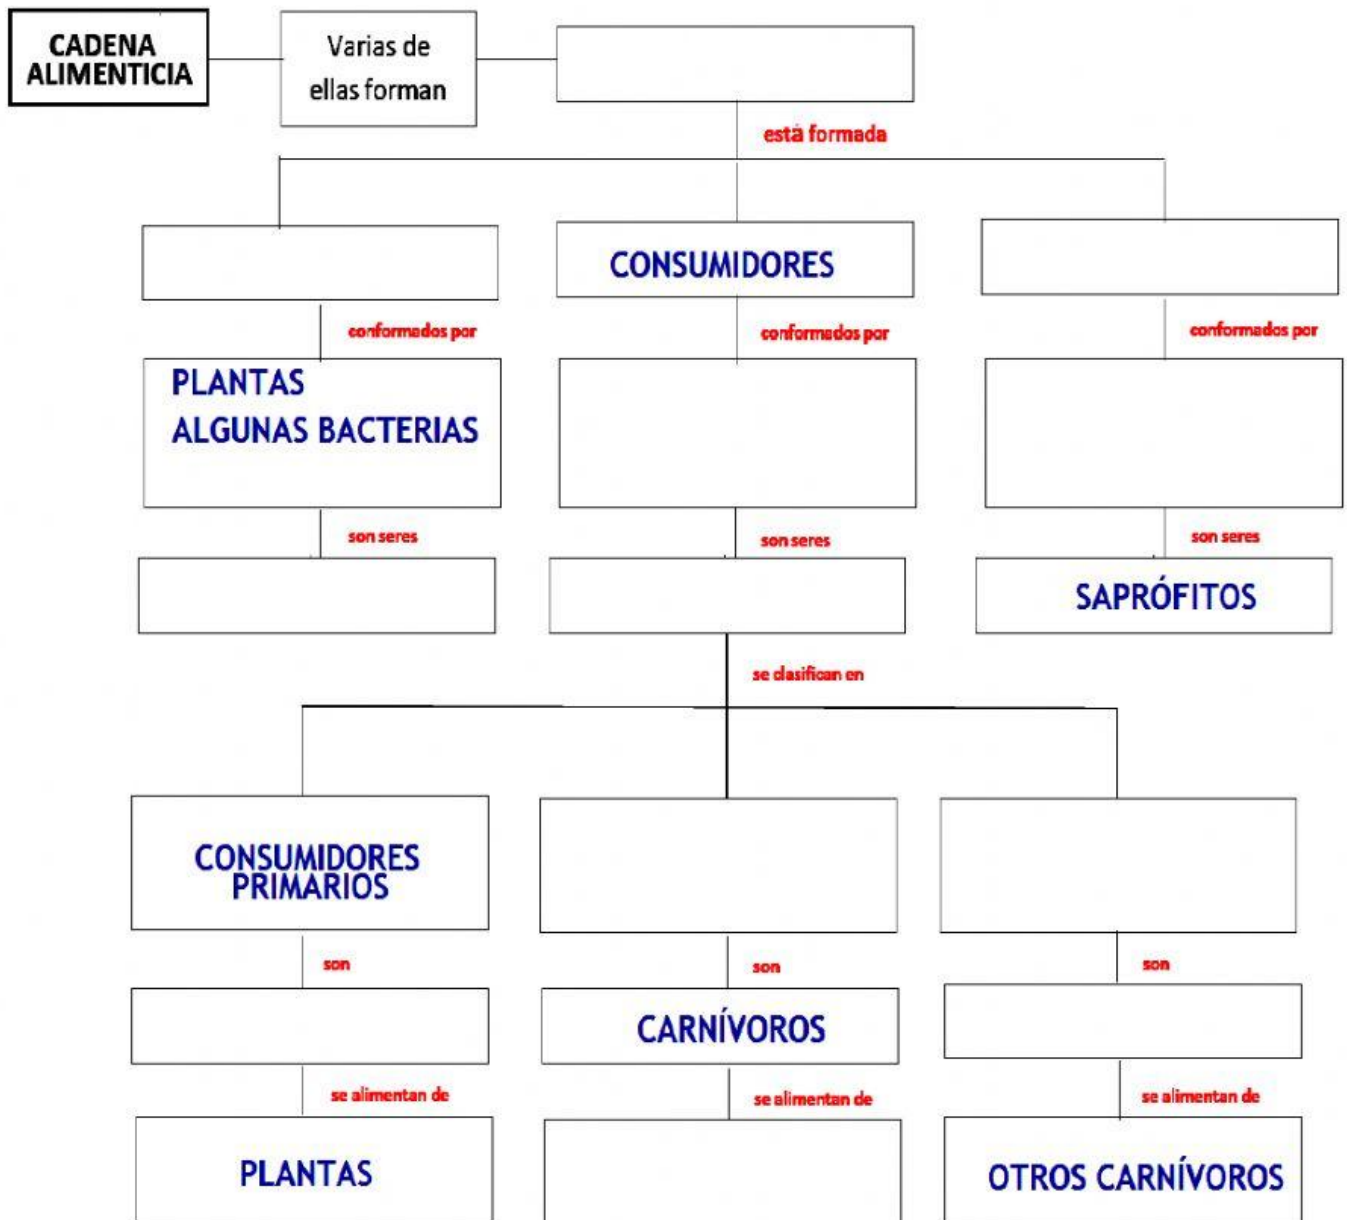 CADENA
ALIMENTICIA
Varias de
ellas forman
está formada
CONSUMIDORES
conformados por
conformados por
conformados por
PLANTAS
ALGUNAS BACTERIAS
son seres
son seres
son seres
SAPRÓFITOS
se clasifican en
CONSUMIDORES
PRIMARIOS
son
son
son
CARNÍVOROS
se alimentan de
se alimentan de
se alimentan de
PLANTAS
OTROS CARNÍVOROS